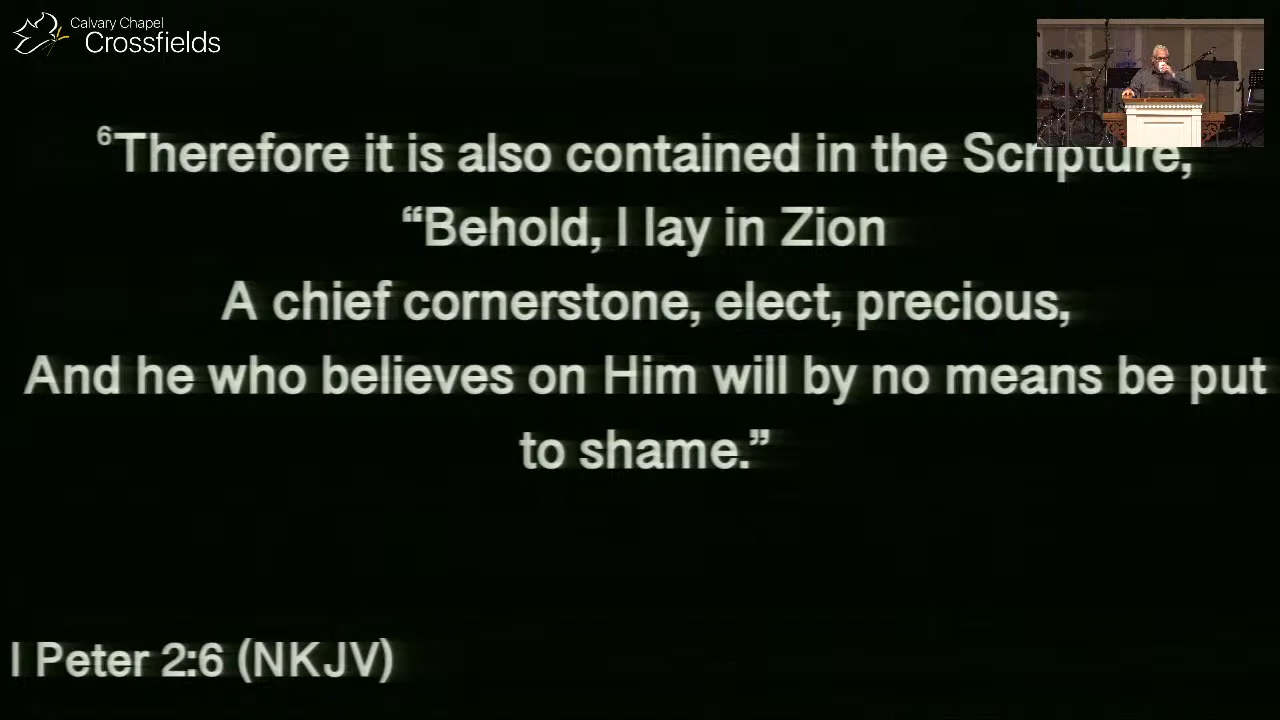 Calvary Chapel
Crossfields
⁶Therefore it is also contained in the Scripture,
“Behold, I lay in Zion
A chief cornerstone, elect, precious,
And he who believes on Him will by no means be put
to shame.”
I Peter 2:6 (NKJV)